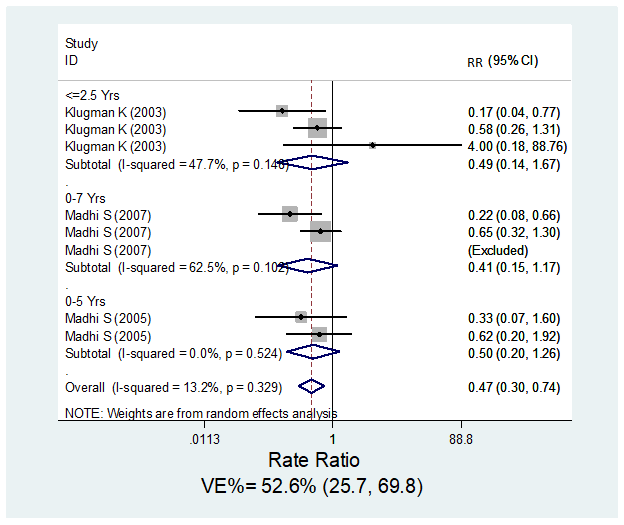 Study
ID RR (95% CI)
<=2.5 Yrs
Klugman K (2003) 0.17 (0.04, 0.77)
Klugman K (2003) 0.58 (0.26, 1.31)
Klugman K (2003) 4.00 (0.18, 88.76)
Subtotal (I-squared = 47.7%, p = 0.148) 0.49 (0.14, 1.67)
.
0-7 Yrs
Madhi S (2007) 0.22 (0.08, 0.66)
Madhi S (2007) 0.65 (0.32, 1.30)
Madhi S (2007) (Excluded)
Subtotal (I-squared = 62.5%, p = 0.102) 0.41 (0.15, 1.17)
.
0-5 Yrs
Madhi S (2005) 0.33 (0.07, 1.60)
Madhi S (2005) 0.62 (0.20, 1.92)
Subtotal (I-squared = 0.0%, p = 0.524) 0.50 (0.20, 1.26)
.
Overall (I-squared = 13.2%, p = 0.329) 0.47 (0.30, 0.74)
NOTE: Weights are from random effects analysis
.0113 1 88.8
Rate Ratio
VE%= 52.6% (25.7, 69.8)